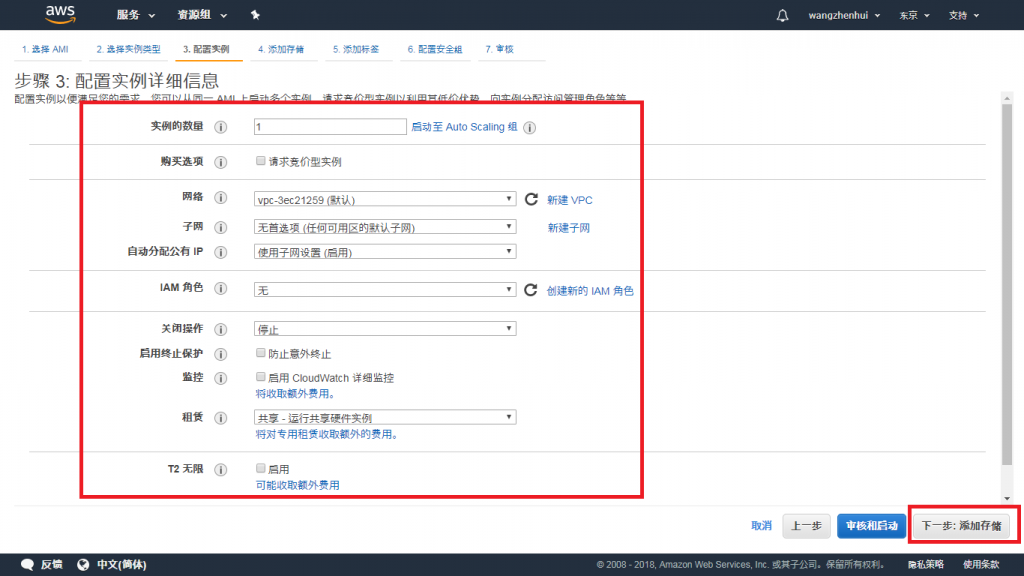 aws 服务 资源组 wangzhenhui 东京 支持
1. 选择 AMI 2. 选择实例类型 3. 配置实例 4. 添加存储 5. 添加标签 6. 配置安全组 7. 审核
步骤 3: 配置实例详细信息
配置实例以便满足您的需求。您可以从同一 AMI 上启动多个实例，请求竞价型实例以利用其低价优势，向实例分配访问管理角色等等。
实例的数量 1 启动至 Auto Scaling 组
购买选项 请求竞价型实例
网络 vpc-3ec21259 (默认) 新建 VPC
子网 无首选项 (任何可用区的默认子网) 新建子网
自动分配公有 IP 使用子网设置 (启用)
IAM 角色 无 创建新的 IAM 角色
关闭操作 停止
启用终止保护 防止意外终止
监控 启用 CloudWatch 详细监控
将收取额外费用。
租赁 共享 - 运行共享硬件实例
将对专用租赁收取额外的费用。
T2 无限 启用
可能收取额外费用
取消 上一步 审核和启动 下一步: 添加存储
反馈 中文(简体) © 2008 - 2018, Amazon Web Services, Inc. 或其子公司。保留所有权利。 隐私策略 使用条款